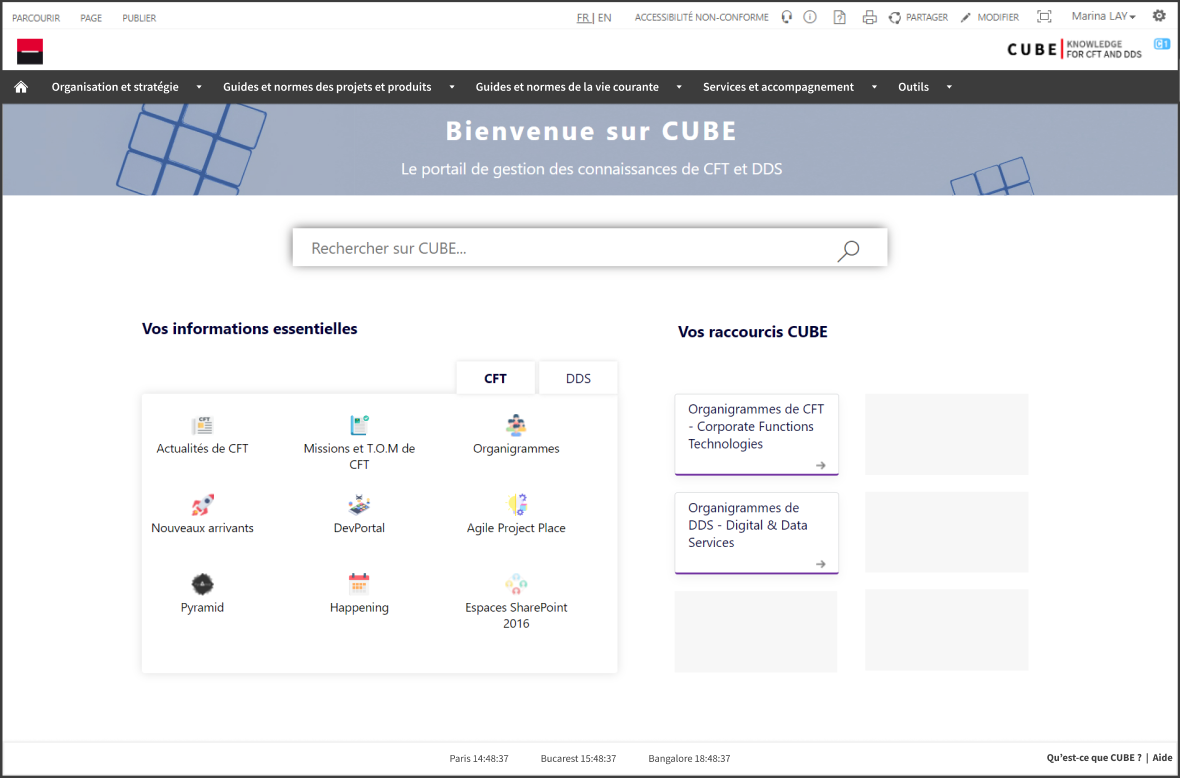 PARCOURIR PAGE PUBLIER FR | EN ACCESSIBILITÉ NON-CONFORME PARTAGER MODIFIER Marina LAY
CUBE KNOWLEDGE FOR CFT AND DDS C1
Organisation et stratégie Guides et normes des projets et produits Guides et normes de la vie courante Services et accompagnement Outils
Bienvenue sur CUBE
Le portail de gestion des connaissances de CFT et DDS
Rechercher sur CUBE...
Vos informations essentielles
CFT DDS
CFT
Actualités de CFT
Missions et T.O.M de
CFT
Organigrammes
Nouveaux arrivants
DevPortal
Agile Project Place
Pyramid
Happening
Espaces SharePoint
2016
Vos raccourcis CUBE
Organigrammes de CFT
- Corporate Functions
Technologies
Organigrammes de
DDS - Digital & Data
Services
Paris 14:48:37 Bucarest 15:48:37 Bangalore 18:48:37
Qu'est-ce que CUBE ? | Aide